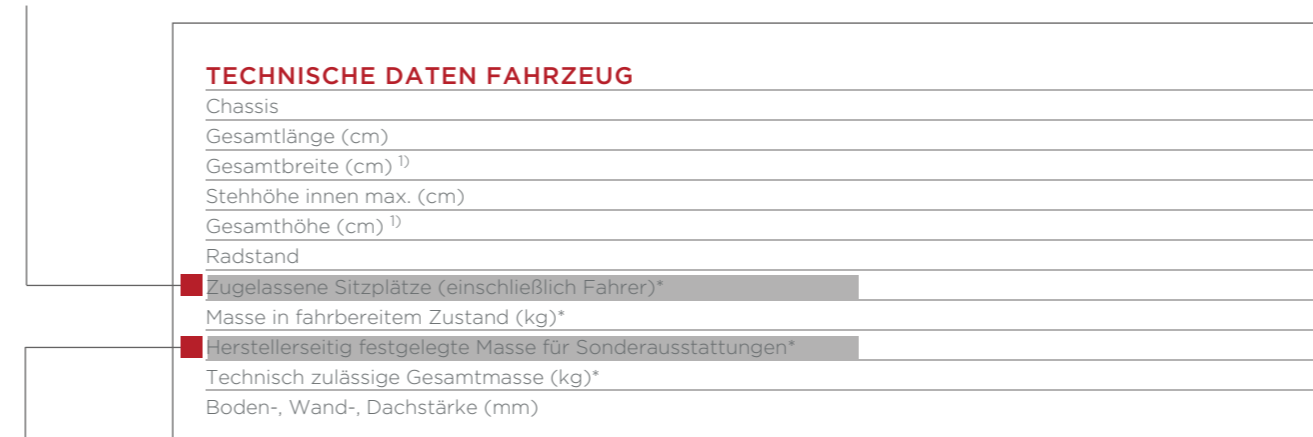 TECHNISCHE DATEN FAHRZEUG
Chassis
Gesamtlänge (cm)
Gesamtbreite (cm) 1)
Stehhöhe innen max. (cm)
Gesamthöhe (cm) 1)
Radstand
Zugelassene Sitzplätze (einschließlich Fahrer)*
Masse in fahrbereitem Zustand (kg)*
Herstellerseitig festgelegte Masse für Sonderausstattungen*
Technisch zulässige Gesamtmasse (kg)*
Boden-, Wand-, Dachstärke (mm)